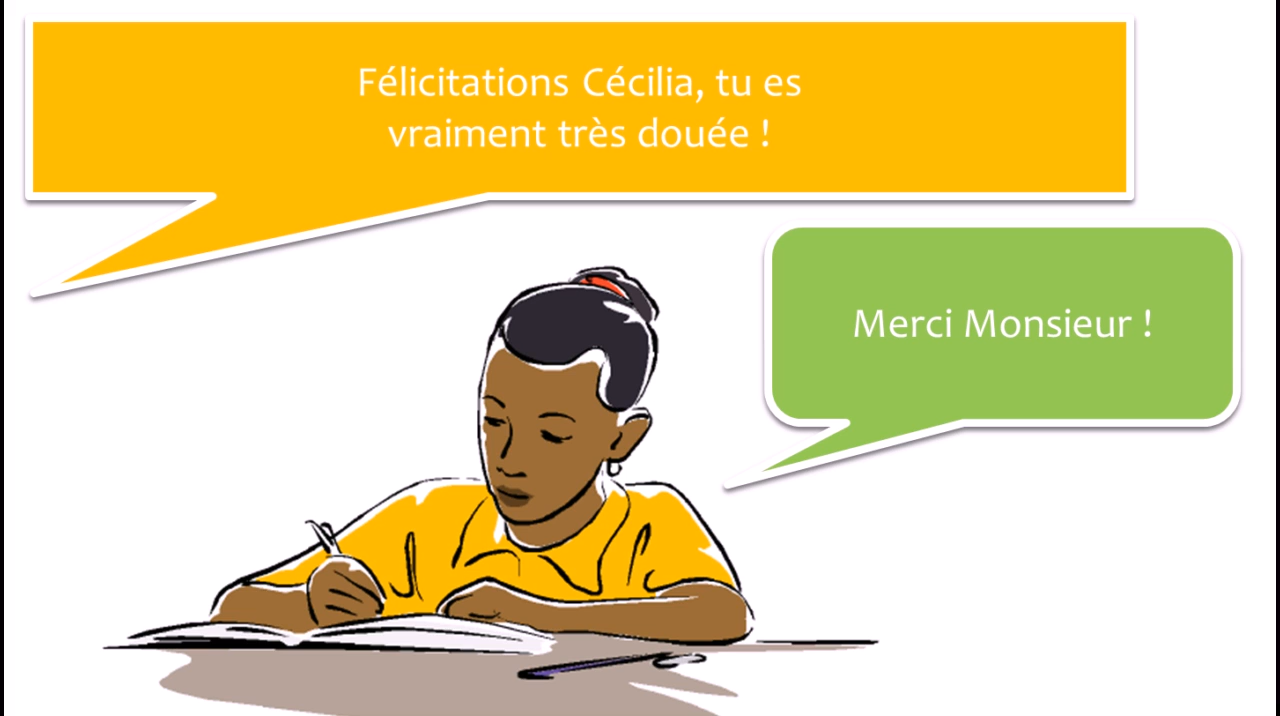 Félicitations Cécilia, tu es
vraiment très douée !
Merci Monsieur !